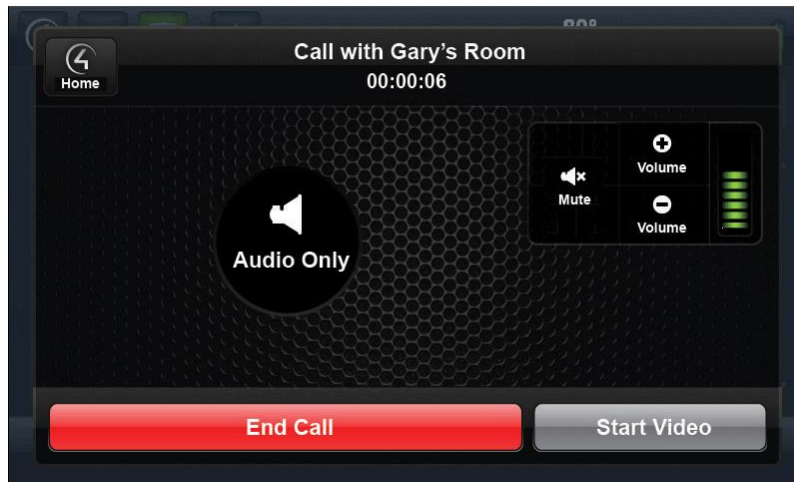 Call with Gary's Room
00:00:06
Home
Volume
Mute
Volume
Audio Only
End Call
Start Video